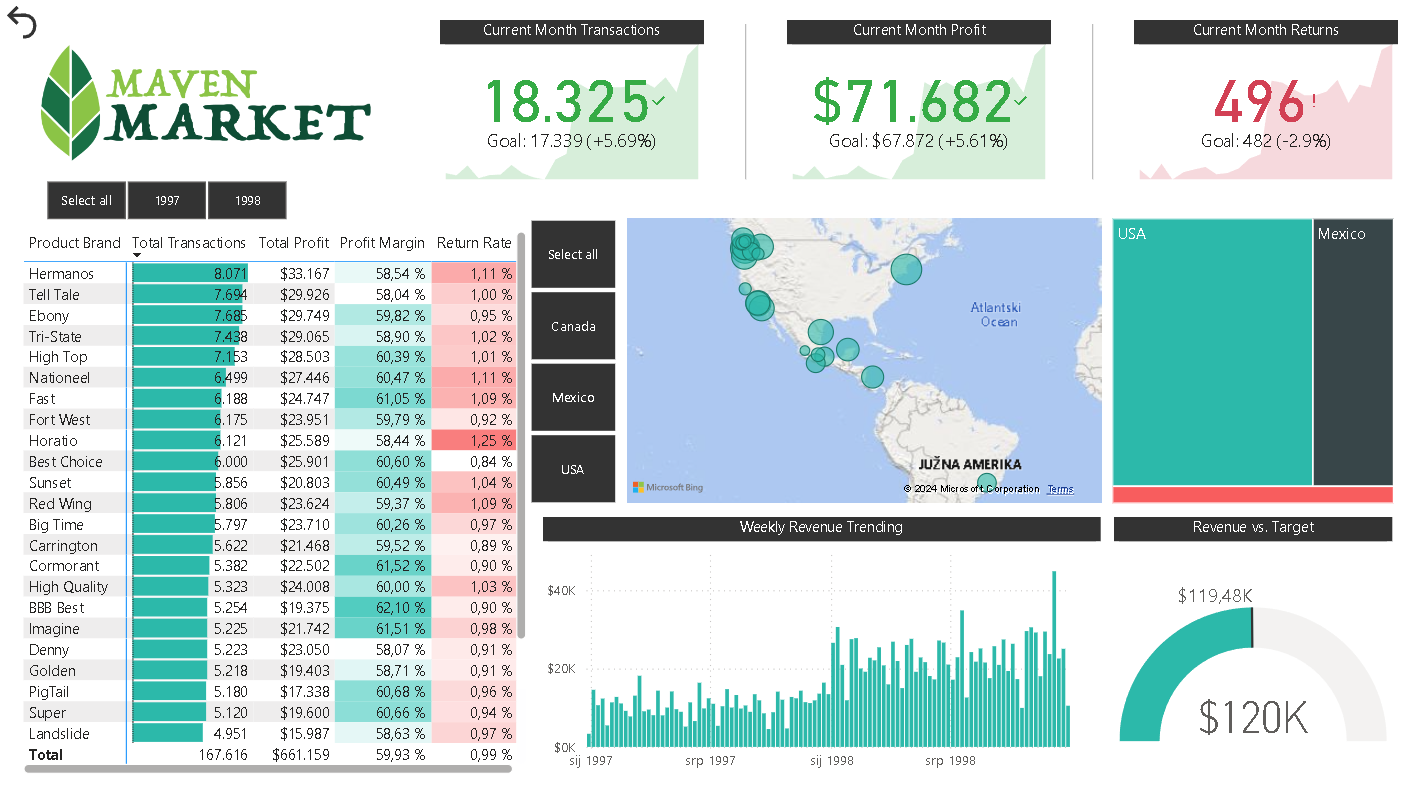 Current Month Transactions
18.325
Goal: 17.339 (+5.69%)
Current Month Profit
$71.682
Goal: $67.872 (+5.61%)
Current Month Returns
496!
Goal: 482 (-2.9%)
MAVEN
MARKET
Select all 1997 1998
Product Brand Total Transactions Total Profit Profit Margin Return Rate
Hermanos 8.071 $33.167 58,54 % 1,11 %
Tell Tale 7.694 $29.926 58,04 % 1,00 %
Ebony 7.685 $29.749 59,82 % 0,95 %
Tri-State 7.438 $29.065 58,90 % 1,02 %
High Top 7.153 $28.503 60,39 % 1,01 %
Nationeel 6.499 $27.446 60,47 % 1,11 %
Fast 6.188 $24.747 61,05 % 1,09 %
Fort West 6.175 $23.951 59,79 % 0,92 %
Horatio 6.121 $25.589 58,44 % 1,25 %
Best Choice 6.000 $25.901 60,60 % 0,84 %
Sunset 5.856 $20.803 60,49 % 1,04 %
Red Wing 5.806 $23.624 59,37 % 1,09 %
Big Time 5.797 $23.710 60,26 % 0,97 %
Carrington 5.622 $21.468 59,52 % 0,89 %
Cormorant 5.382 $22.502 61,52 % 0,90 %
High Quality 5.323 $24.008 60,00 % 1,03 %
BBB Best 5.254 $19.375 62,10 % 0,90 %
Imagine 5.225 $21.742 61,51 % 0,98 %
Denny 5.223 $23.050 58,07 % 0,91 %
Golden 5.218 $19.403 58,71 % 0,91 %
PigTail 5.180 $17.338 60,68 % 0,96 %
Super 5.120 $19.600 60,66 % 0,94 %
Landslide 4.951 $15.987 58,63 % 0,97 %
Total 167.616 $661.159 59,93 % 0,99 %
Select all
Canada
Mexico
USA
Atlantski
Ocean
JUŽNA AMERIKA
Microsoft Bing
© 2024 Microsoft Corporation Terms
USA
Mexico
Weekly Revenue Trending
$40K
$20K
$0K
sij 1997 srp 1997 sij 1998 srp 1998
Revenue vs. Target
$119,48K
$120K